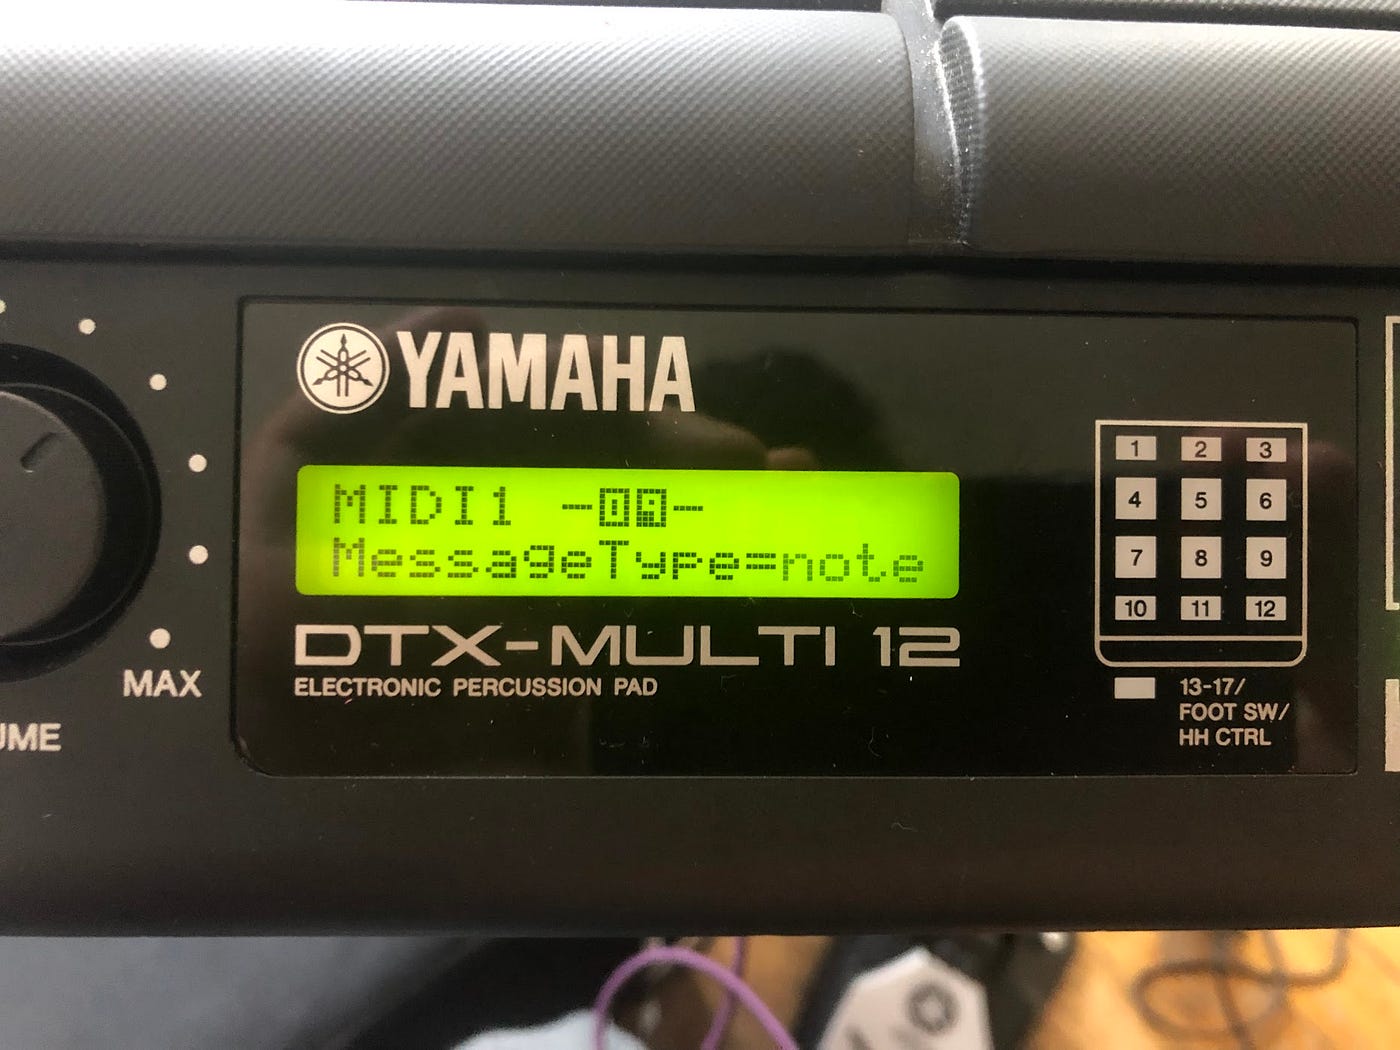 YAMAHA
MIDI1
MessageType=note
DTX-MULTI 12
ELECTRONIC PERCUSSION PAD
MAX
UME
1 2 3
4 5 6
7 8 9
10 11 12
13-17/
FOOT SW/
HH CTRL